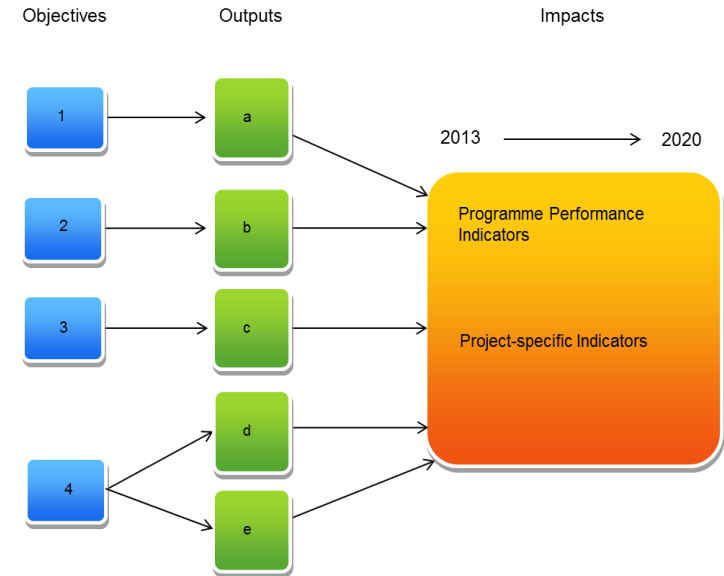 Objectives
Outputs
Impacts
1
a
2013
2020
2
b
Programme Performance
Indicators
3
c
Project-specific Indicators
d
4
e